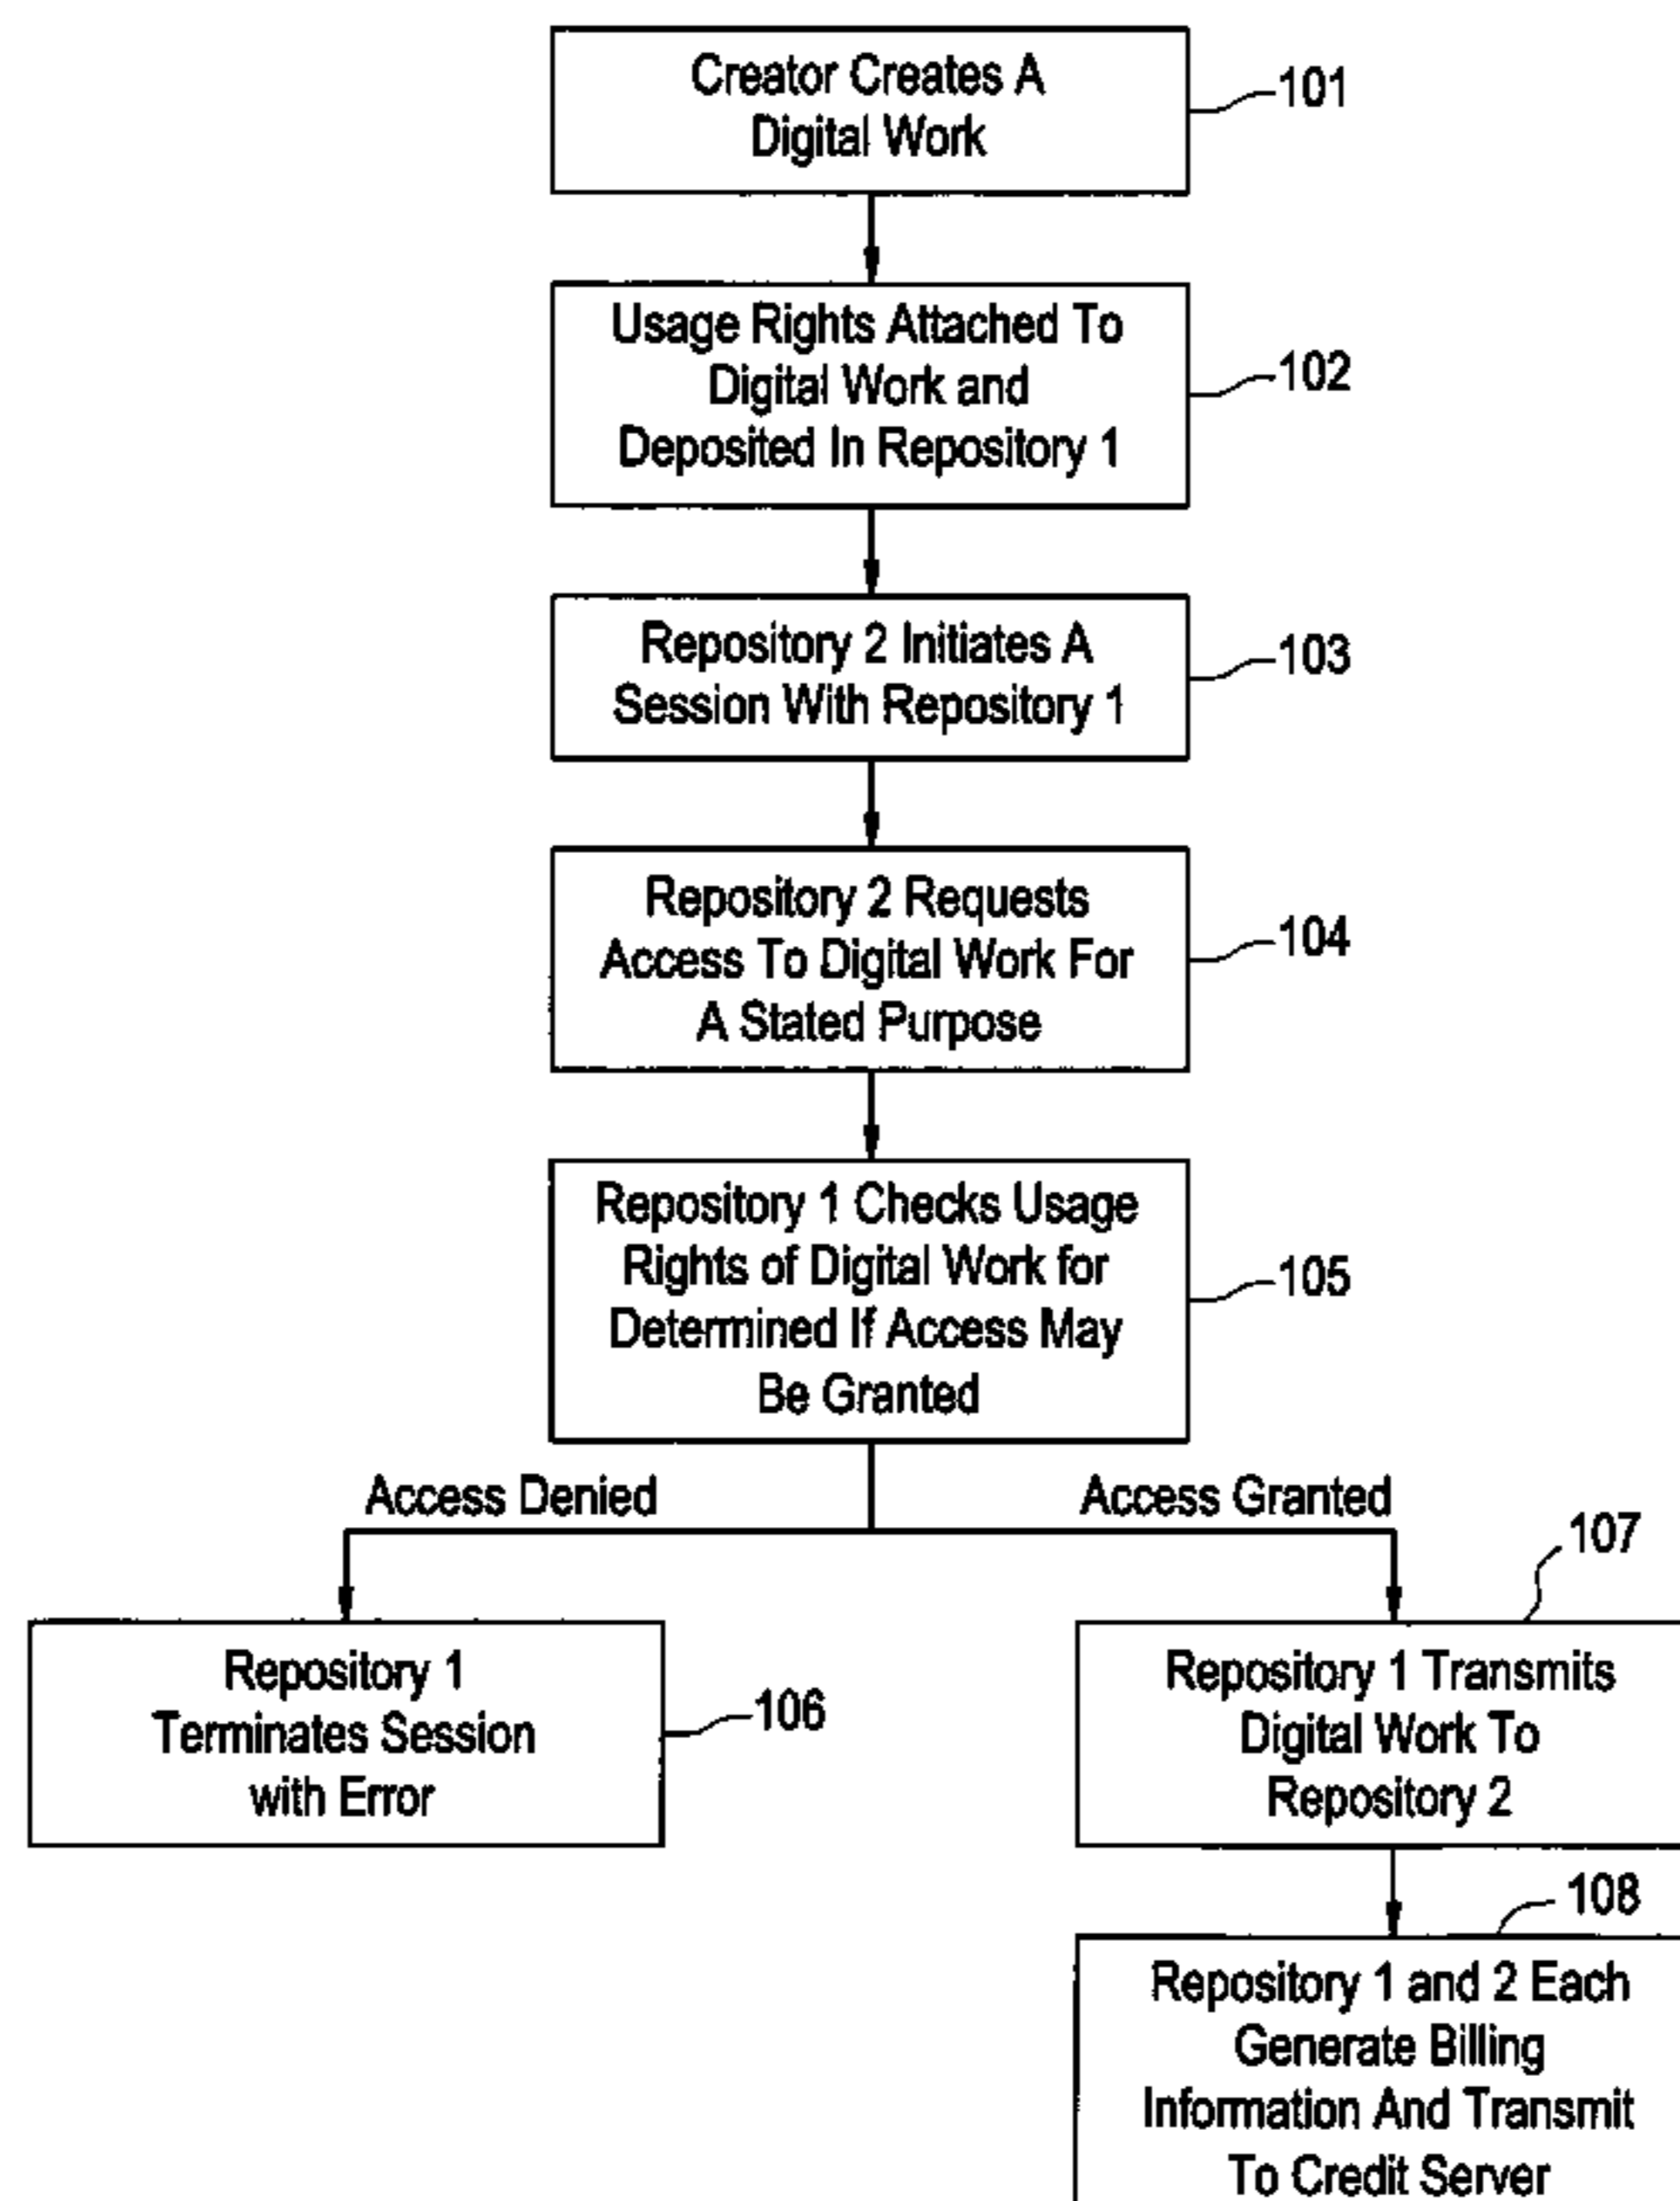 Creator Creates A
Digital Work
101
Usage Rights Attached To
Digital Work and
Deposited In Repository 1
102
Repository 2 Initiates A
Session With Repository 1
103
Repository 2 Requests
Access To Digital Work For
A Stated Purpose
104
Repository 1 Checks Usage
Rights of Digital Work for
Determined If Access May
Be Granted
105
Access Denied
Access Granted
107
Repository 1
Terminates Session
with Error
106
Repository 1 Transmits
Digital Work To
Repository 2
108
Repository 1 and 2 Each
Generate Billing
Information And Transmit
To Credit Server